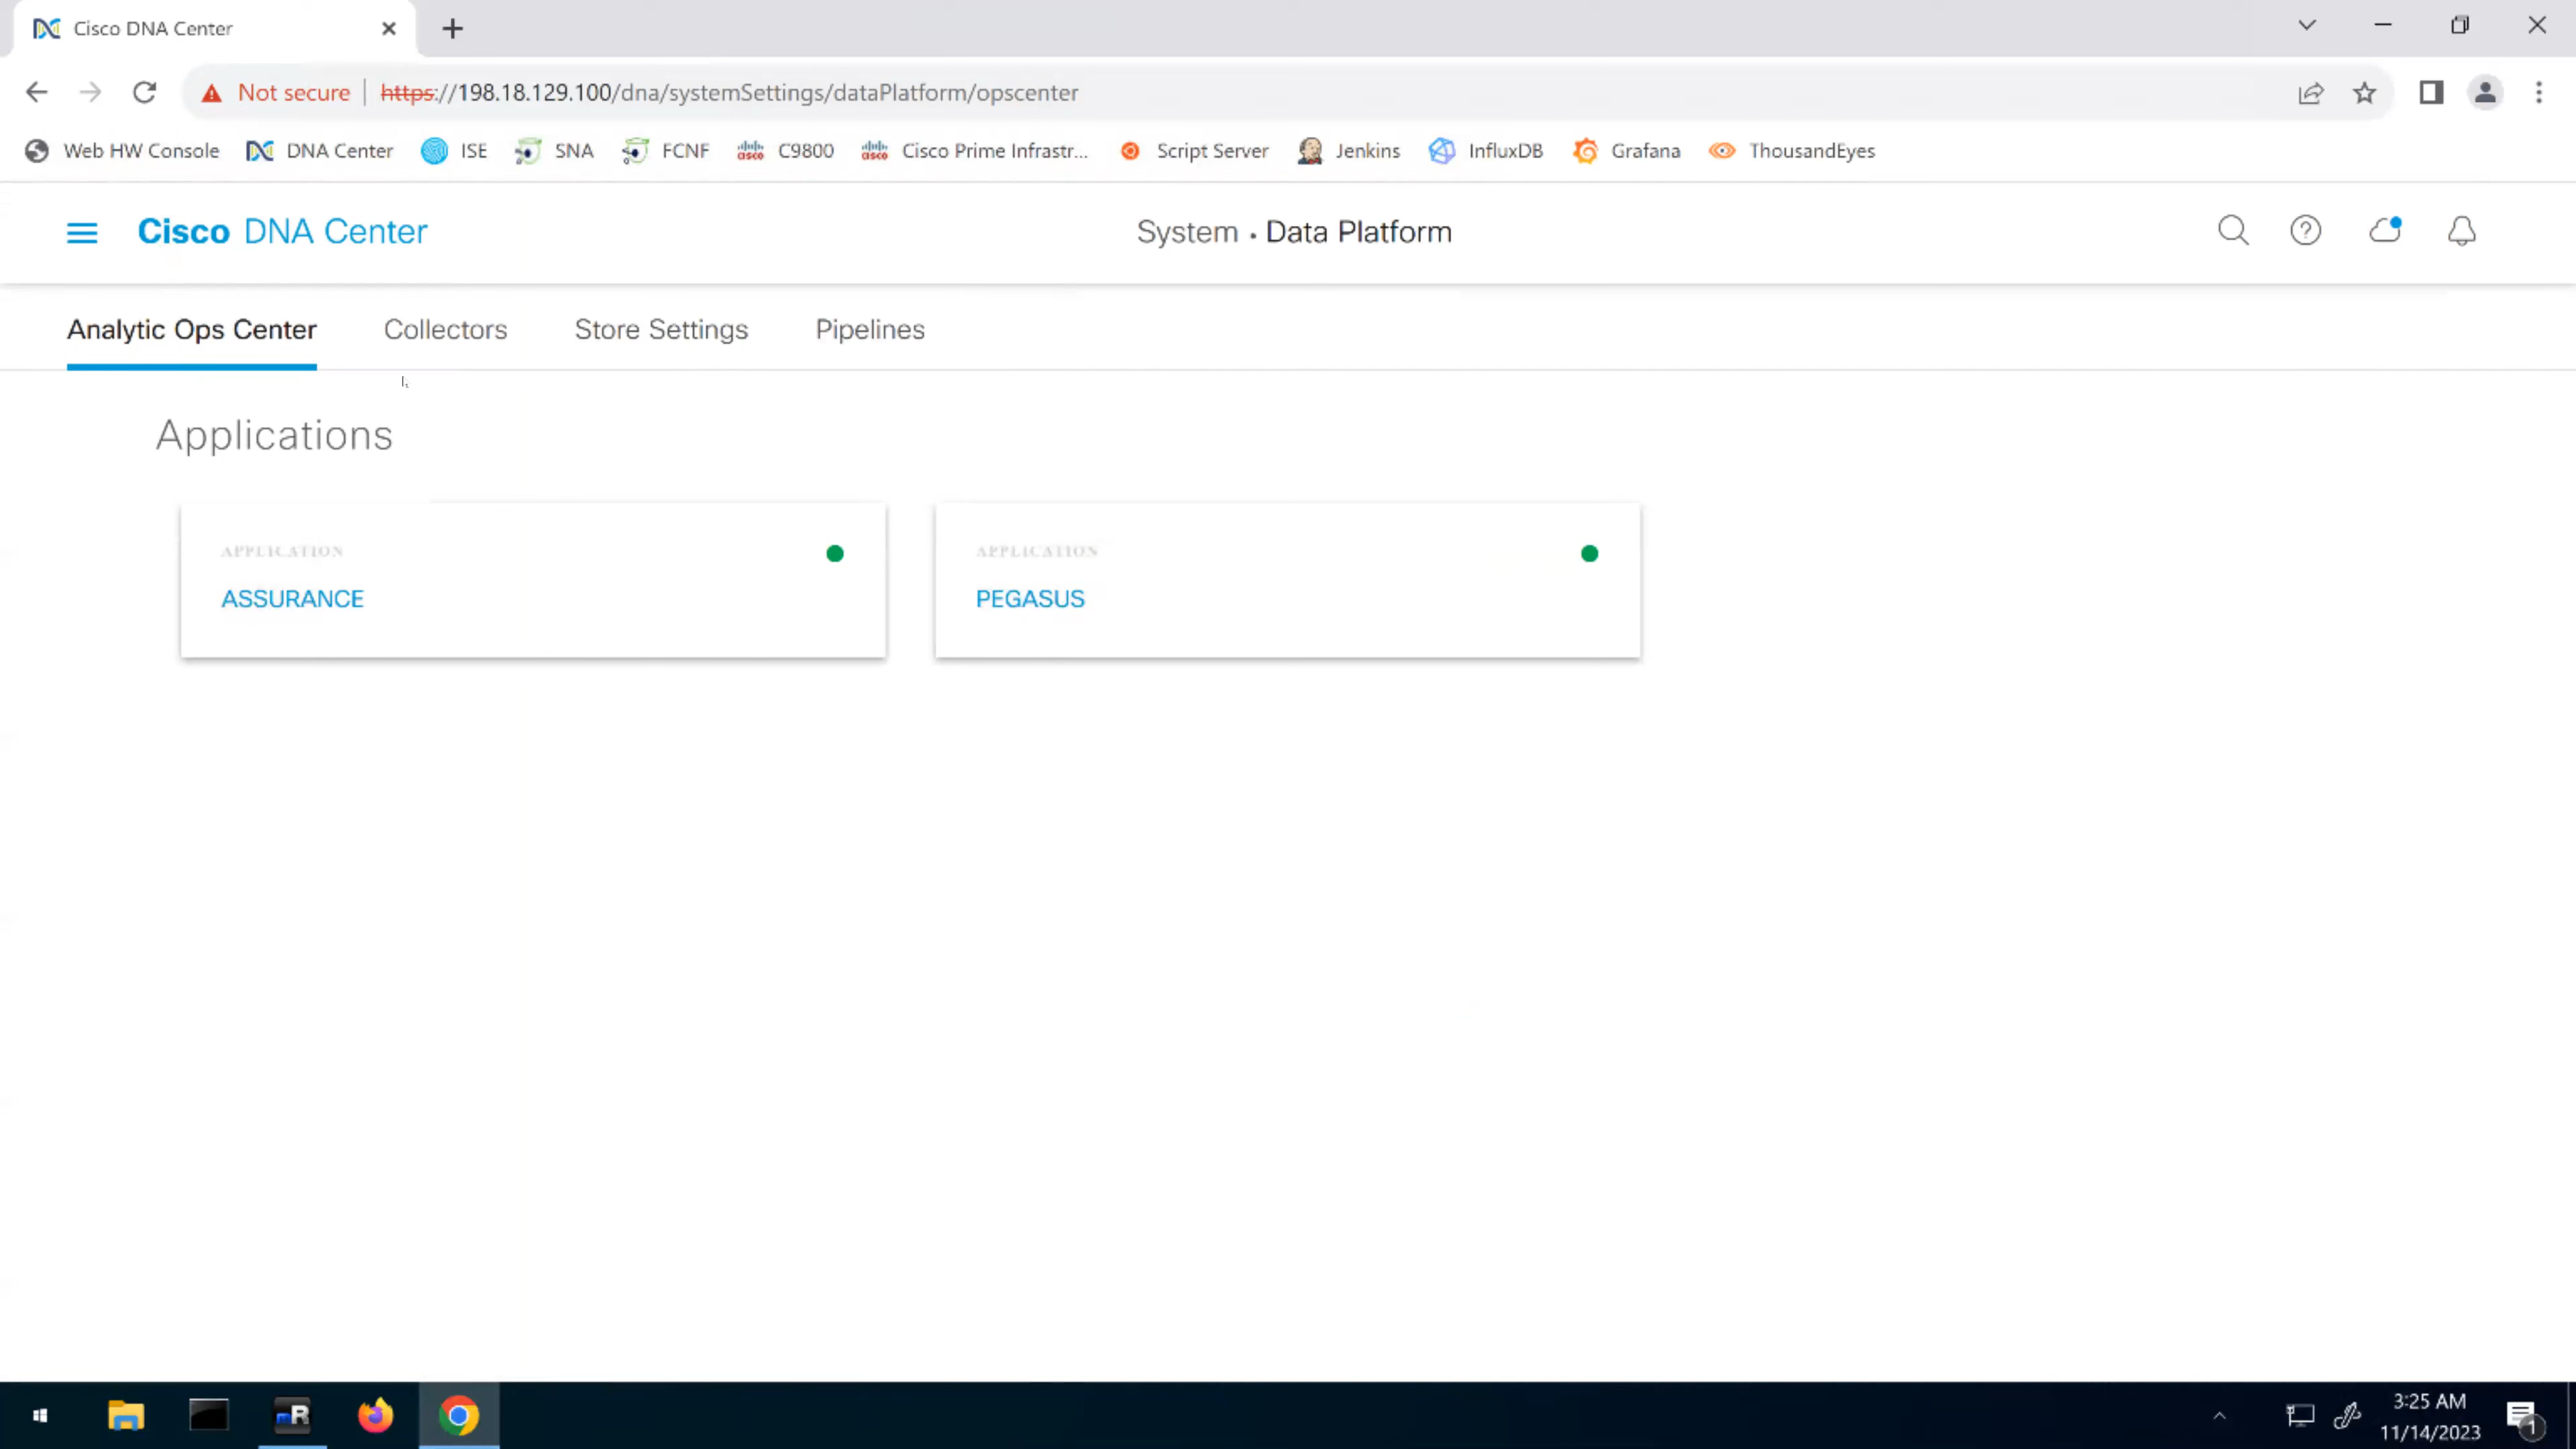 Cisco DNA Center
Not secure | https://198.18.129.100/dna/systemSettings/dataPlatform/opscenter
Web HW Console DNA Center ISE SNA FCNF C9800 Cisco Prime Infrastr... Script Server Jenkins InfluxDB Grafana ThousandEyes
Cisco DNA Center System • Data Platform
Analytic Ops Center Collectors Store Settings Pipelines
Applications
APPLICATION
ASSURANCE
APPLICATION
PEGASUS
3:25 AM
11/14/2023
1